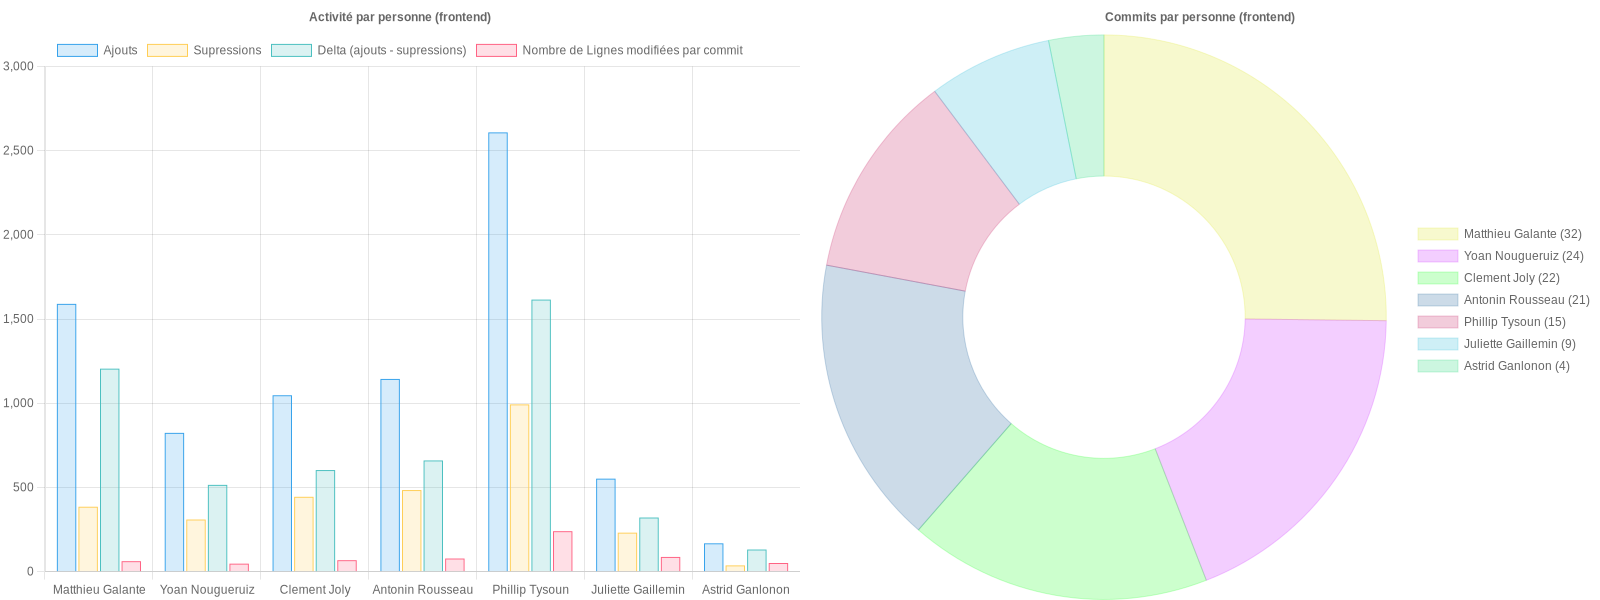 Activité par personne (frontend)
Ajouts
Supressions
Delta (ajouts - supressions)
Nombre de Lignes modifiées par commit
3,000
2,500
2,000
1,500
1,000
500
0
Matthieu Galante
Yoan Nougueruiz
Clement Joly
Antonin Rousseau
Phillip Tysoun
Juliette Gaillemin
Astrid Ganlonon
Commits par personne (frontend)
Matthieu Galante (32)
Yoan Nougueruiz (24)
Clement Joly (22)
Antonin Rousseau (21)
Phillip Tysoun (15)
Juliette Gaillemin (9)
Astrid Ganlonon (4)